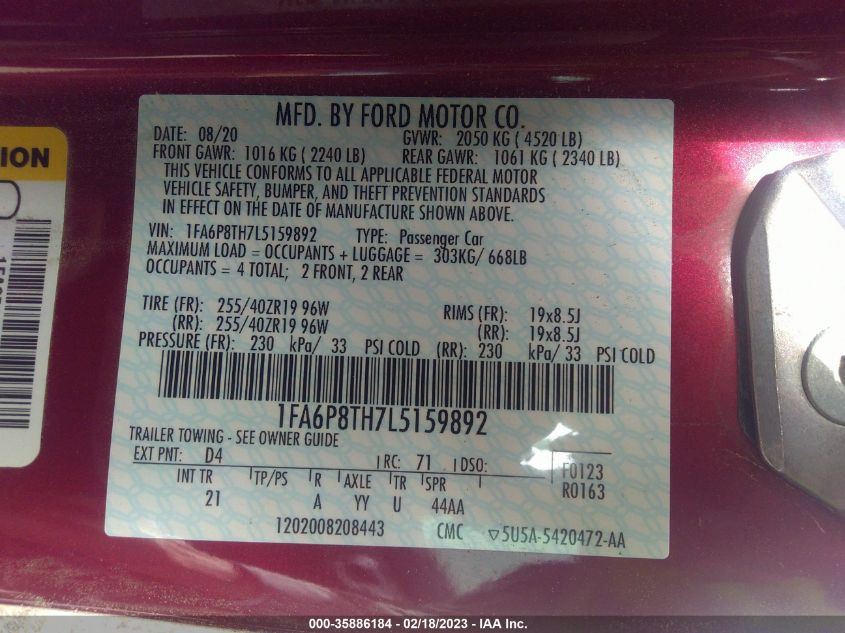 MFD. BY FORD MOTOR CO.
DATE: 08/20
GVWR: 2050 KG ( 4520 LB)
FRONT GAWR: 1016 KG ( 2240 LB)
REAR GAWR: 1061 KG ( 2340 LB)
THIS VEHICLE CONFORMS TO ALL APPLICABLE FEDERAL MOTOR
VEHICLE SAFETY, BUMPER, AND THEFT PREVENTION STANDARDS
IN EFFECT ON THE DATE OF MANUFACTURE SHOWN ABOVE.
VIN: 1FA6P8TH7L5159892 TYPE: Passenger Car
MAXIMUM LOAD = OCCUPANTS + LUGGAGE = 303KG/ 668LB
OCCUPANTS = 4 TOTAL; 2 FRONT, 2 REAR
TIRE (FR): 255/40ZR19 96W RIMS (FR): 19x8.5J
(RR): 255/40ZR19 96W (RR): 19x8.5J
PRESSURE (FR): 230 kPa/ 33 PSI COLD (RR): 230 kPa/ 33 PSI COLD
1FA6P8TH7L5159892
TRAILER TOWING - SEE OWNER GUIDE
EXT PNT: D4 RC: 71 DSO: F0123
R0163
INT TR TP/PS R AXLE TR SPR
21 A YY U 44AA
1202008208443 CMC ▽5U5A-5420472-AA
ION
000-35886184 - 02/18/2023 - IAA Inc.